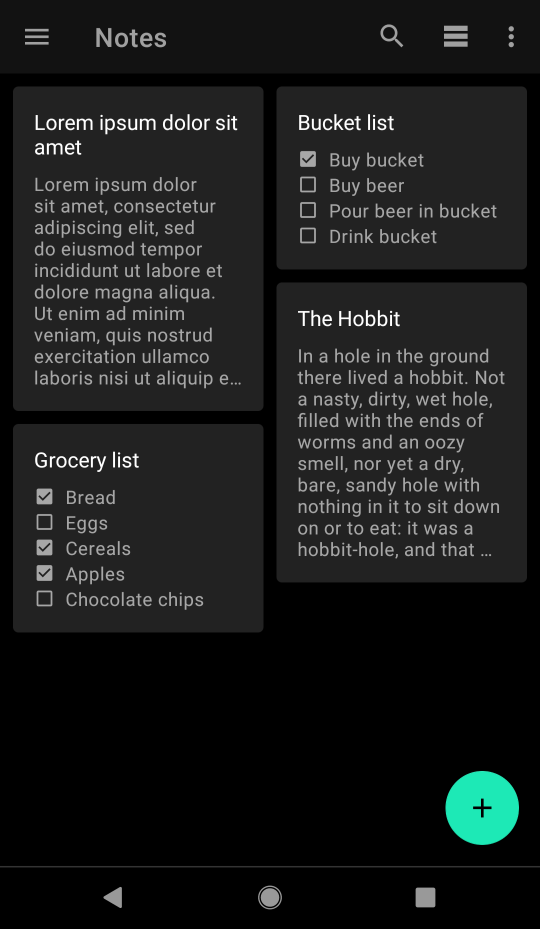 Notes
Lorem ipsum dolor sit
amet
Lorem ipsum dolor
sit amet, consectetur
adipiscing elit, sed
do eiusmod tempor
incididunt ut labore et
dolore magna aliqua.
Ut enim ad minim
veniam, quis nostrud
exercitation ullamco
laboris nisi ut aliquip e…
Grocery list
Bread
Eggs
Cereals
Apples
Chocolate chips
Bucket list
Buy bucket
Buy beer
Pour beer in bucket
Drink bucket
The Hobbit
In a hole in the ground
there lived a hobbit. Not
a nasty, dirty, wet hole,
filled with the ends of
worms and an oozy
smell, nor yet a dry,
bare, sandy hole with
nothing in it to sit down
on or to eat: it was a
hobbit-hole, and that …